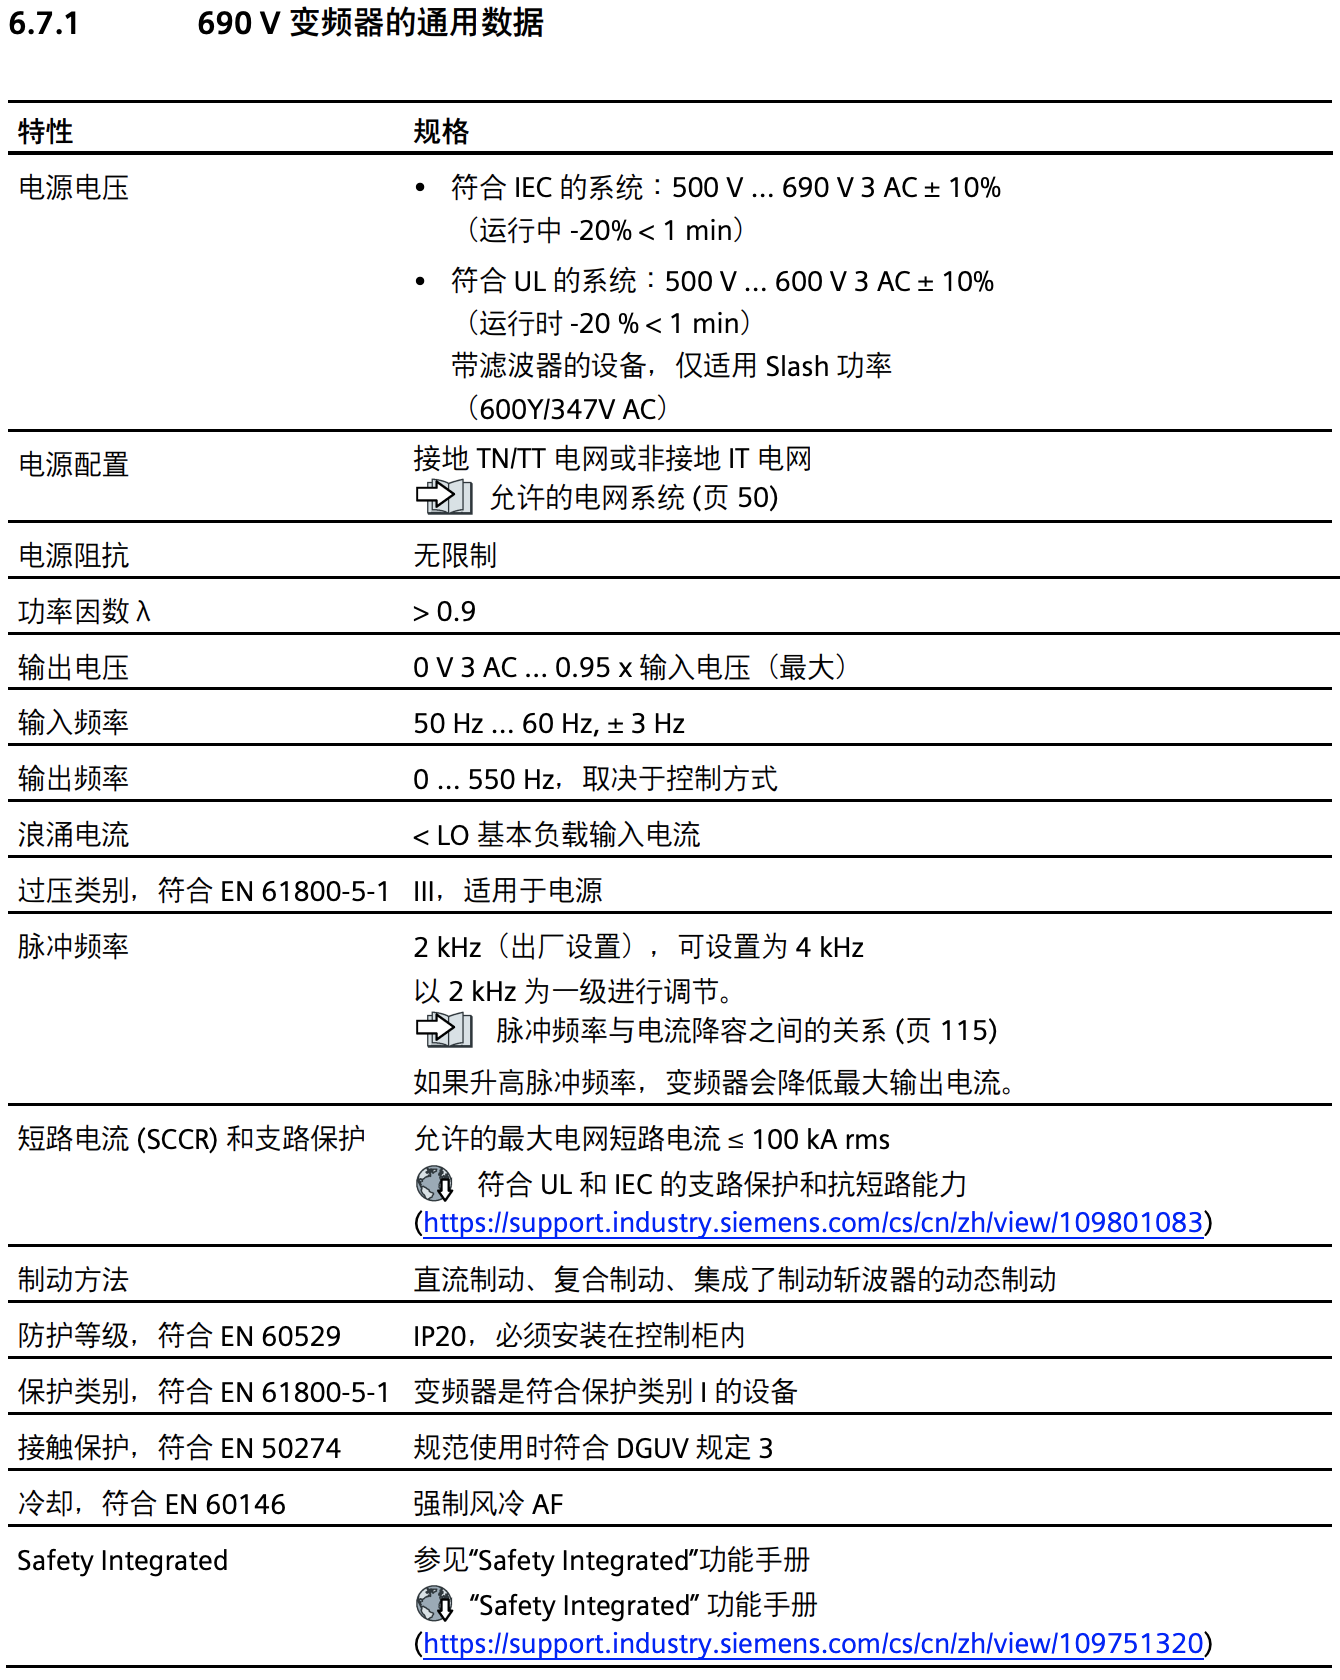 6.7.1 690 V 变频器的通用数据
特性 规格
电源电压 • 符合 IEC 的系统：500 V ... 690 V 3 AC ± 10%
（运行中 -20% < 1 min）
• 符合 UL 的系统：500 V ... 600 V 3 AC ± 10%
（运行时 -20 % < 1 min）
带滤波器的设备，仅适用 Slash 功率
（600Y/347V AC）
电源配置 接地 TN/TT 电网或非接地 IT 电网
允许的电网系统 (页 50)
电源阻抗 无限制
功率因数 λ > 0.9
输出电压 0 V 3 AC ... 0.95 x 输入电压（最大）
输入频率 50 Hz ... 60 Hz, ± 3 Hz
输出频率 0 ... 550 Hz，取决于控制方式
浪涌电流 < LO 基本负载输入电流
过压类别，符合 EN 61800-5-1 III，适用于电源
脉冲频率 2 kHz（出厂设置），可设置为 4 kHz
以 2 kHz 为一级进行调节。
脉冲频率与电流降容之间的关系 (页 115)
如果升高脉冲频率，变频器会降低最大输出电流。
短路电流 (SCCR) 和支路保护 允许的最大电网短路电流 ≤ 100 kA rms
符合 UL 和 IEC 的支路保护和抗短路能力
(https://support.industry.siemens.com/cs/cn/zh/view/109801083)
制动方法 直流制动、复合制动、集成了制动斩波器的动态制动
防护等级，符合 EN 60529 IP20，必须安装在控制柜内
保护类别，符合 EN 61800-5-1 变频器是符合保护类别 I 的设备
接触保护，符合 EN 50274 规范使用时符合 DGUV 规定 3
冷却，符合 EN 60146 强制风冷 AF
Safety Integrated 参见“Safety Integrated”功能手册
“Safety Integrated” 功能手册
(https://support.industry.siemens.com/cs/cn/zh/view/109751320)